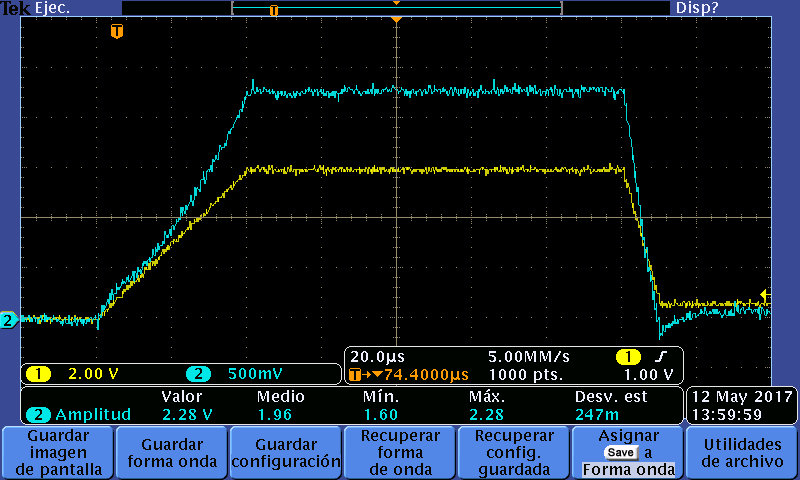 Tek Ejec. T Disp?
T
2
20.0µs 5.00MM/s 1
T→▼74.4000µs 1000 pts. 1.00 V
1 2.00 V 2 500mV
Valor Medio Mín. Máx. Desv. est
2 Amplitud 2.28 V 1.96 1.60 2.28 247m
12 May 2017
13:59:59
Guardar
imagen
de pantalla
Guardar
forma onda
Guardar
configuración
Recuperar
forma
de onda
Recuperar
config.
guardada
Asignar
Save a
Forma onda
Utilidades
de archivo